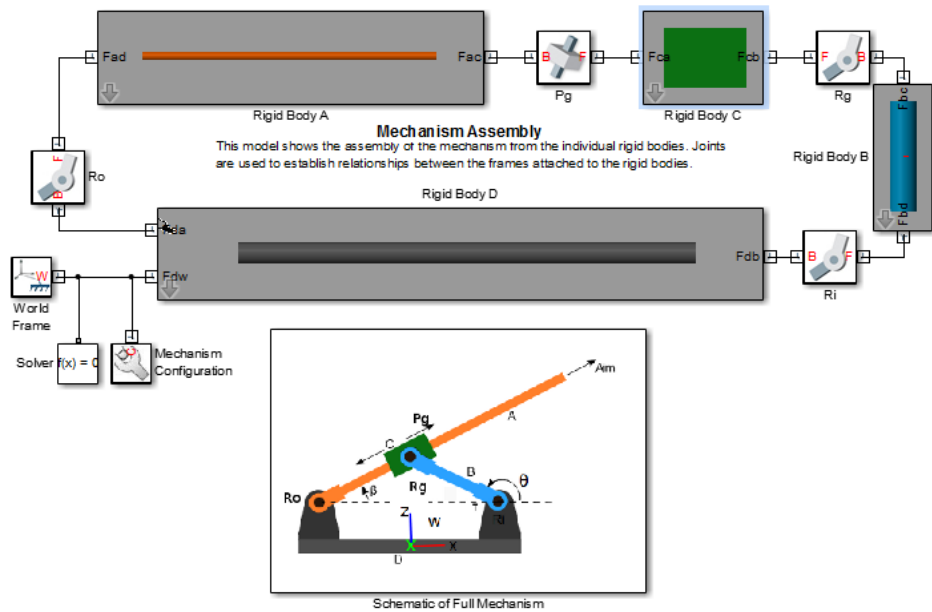 Fad
Fac
B F
Fca
Fcb
F B
Rigid Body A
Pg
Rigid Body C
Rg
Fbc
Mechanism Assembly
This model shows the assembly of the mechanism from the individual rigid bodies. Joints
are used to establish relationships between the frames attached to the rigid bodies.
Rigid Body B
F
Ro
B
Rigid Body D
Fbd
Fdb
B F
Ri
W
Fdw
World
Frame
Solver f(x) = 0
Mechanism
Configuration
Aim
A
Pg
C
B
θ
Rg
β
Ro
Z
W
X
X
D
Schematic of Full Mechanism